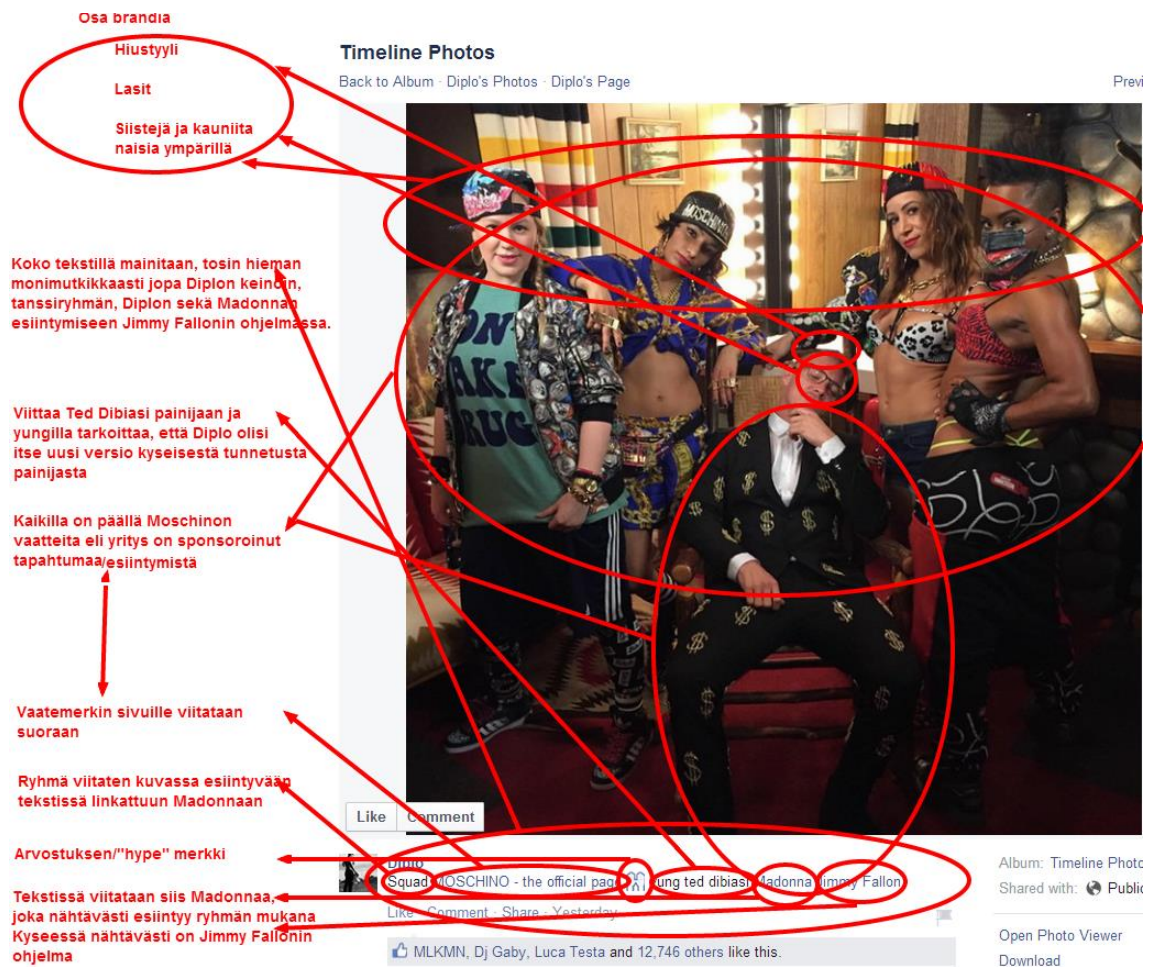 Osa brändiä
Hiustyyli
Lasit
Siistejä ja kauniita
naisia ympärillä
Koko tekstillä mainitaan, tosin hieman
monimutkikkaasti jopa Diplon keinoin,
tanssiryhmän, Diplon sekä Madonnan
esiintymiseen Jimmy Fallonin ohjelmassa.
Viittaa Ted Dibiasi painijaan ja
yungilla tarkoittaa, että Diplo olisi
itse uusi versio kyseisestä tunnetusta
painijasta
Kaikilla on päällä Moschinon
vaatteita eli yritys on sponsoroinut
tapahtumaa/esiintymistä
Vaatemerkin sivuille viitataan
suoraan
Ryhmä viitaten kuvassa esiintyvään
tekstissä linkattuun Madonnaan
Arvostuksen/"hype" merkki
Tekstissä viitataan siis Madonnaa,
joka nähtävästi esiintyy ryhmän mukana
Kyseessä nähtävästi on Jimmy Fallonin
ohjelma
Timeline Photos
Back to Album · Diplo's Photos · Diplo's Page
Previ
MOSCHINO
DON'T
TAKE
DRUG
Like Comment
Diplo
Squad MOSCHINO - the official page yung ted dibiasi Madonna Jimmy Fallon
Like · Comment · Share · Yesterday
MLKMN, Dj Gaby, Luca Testa and 12,746 others like this.
Album: Timeline Photo
Shared with: Public
Open Photo Viewer
Download